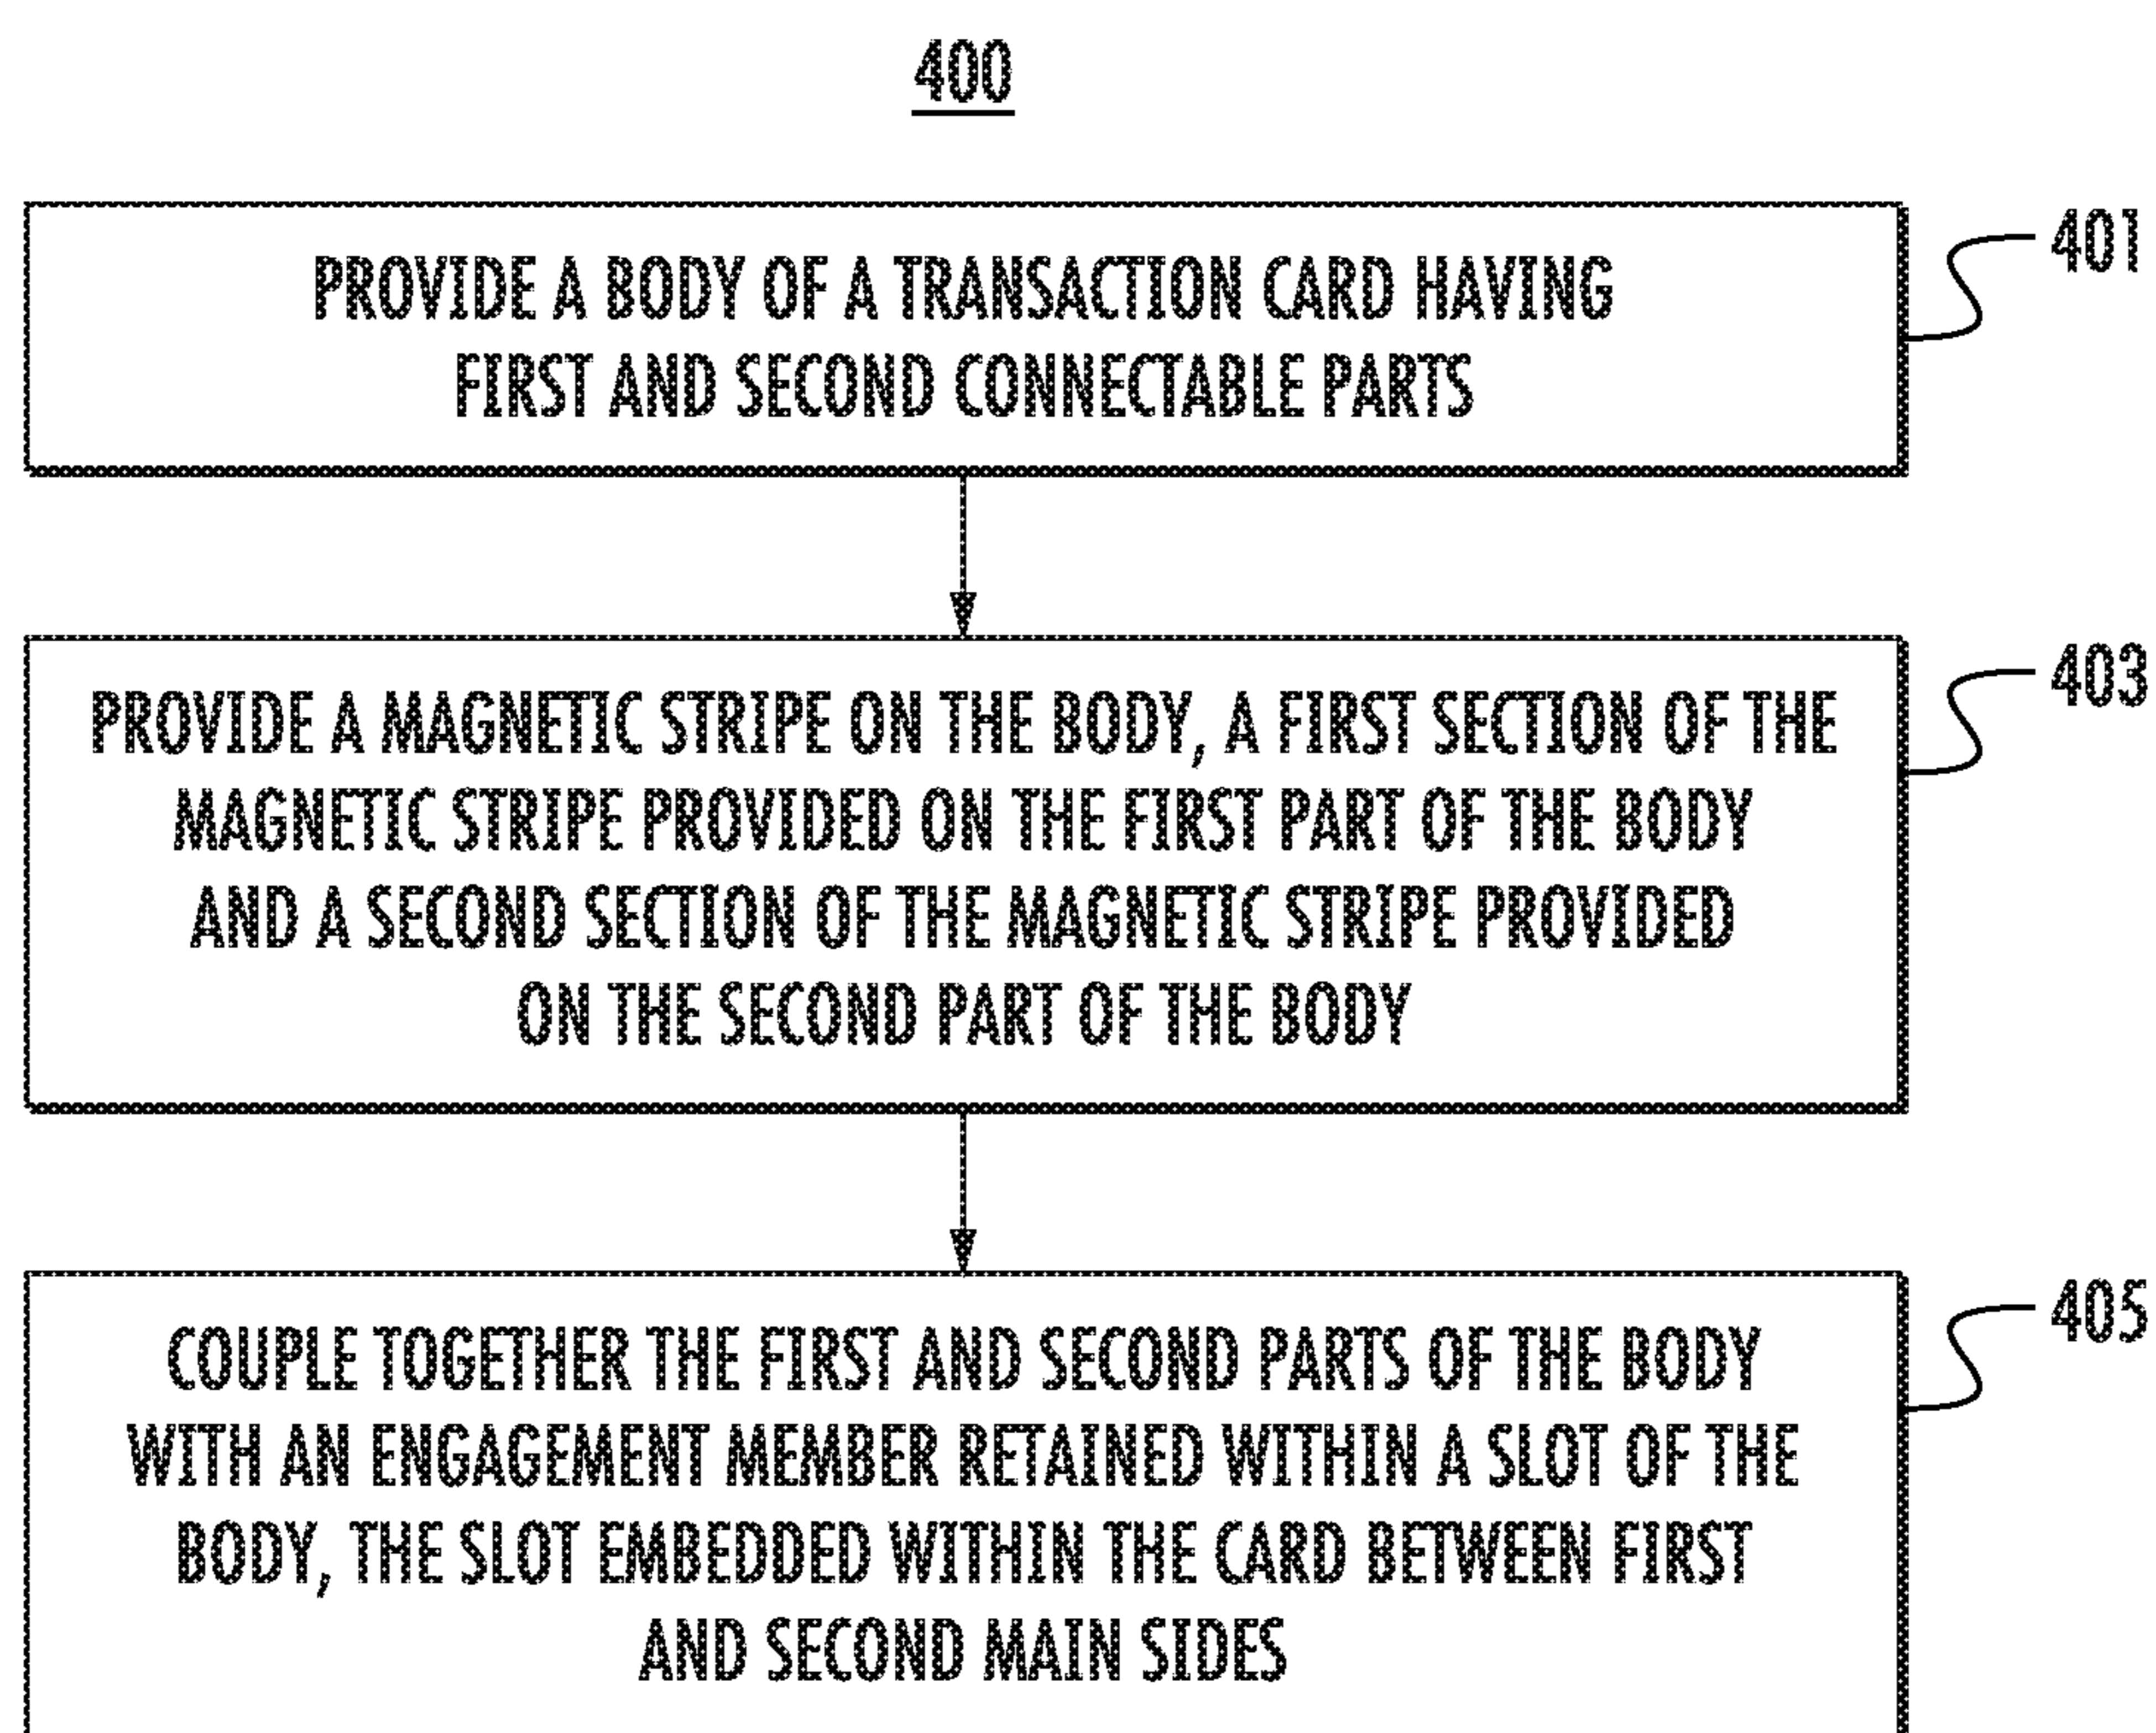 400
PROVIDE A BODY OF A TRANSACTION CARD HAVING
FIRST AND SECOND CONNECTABLE PARTS
401
PROVIDE A MAGNETIC STRIPE ON THE BODY, A FIRST SECTION OF THE
MAGNETIC STRIPE PROVIDED ON THE FIRST PART OF THE BODY
AND A SECOND SECTION OF THE MAGNETIC STRIPE PROVIDED
ON THE SECOND PART OF THE BODY
403
COUPLE TOGETHER THE FIRST AND SECOND PARTS OF THE BODY
WITH AN ENGAGEMENT MEMBER RETAINED WITHIN A SLOT OF THE
BODY, THE SLOT EMBEDDED WITHIN THE CARD BETWEEN FIRST
AND SECOND MAIN SIDES
405